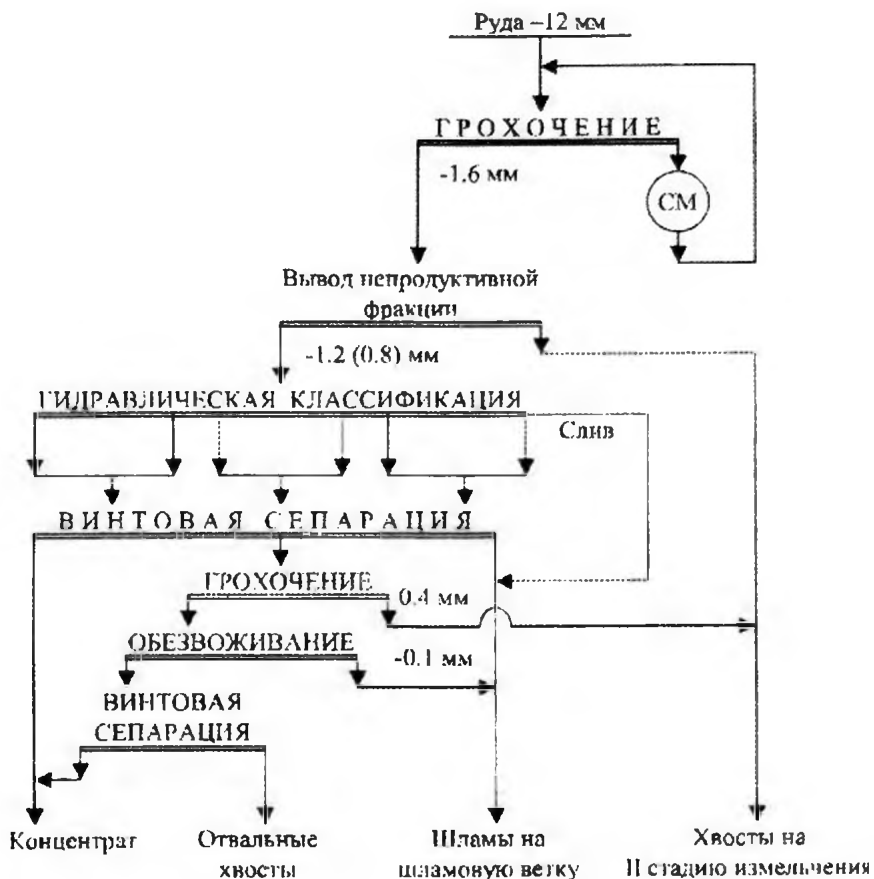 Руда –12 мм
ГРОХОЧЕНИЕ
-1.6 мм
СМ
Вывод непродуктивной
фракции
-1.2 (0.8) мм
ГИДРАВЛИЧЕСКАЯ КЛАССИФИКАЦИЯ
Слив
ВИНТОВАЯ СЕПАРАЦИЯ
ГРОХОЧЕНИЕ
0.4 мм
ОБЕЗВОЖИВАНИЕ
-0.1 мм
ВИНТОВАЯ
СЕПАРАЦИЯ
Концентрат
Отвальные
хвосты
Шламы на
шламовую ветку
Хвосты на
II стадию измельчения